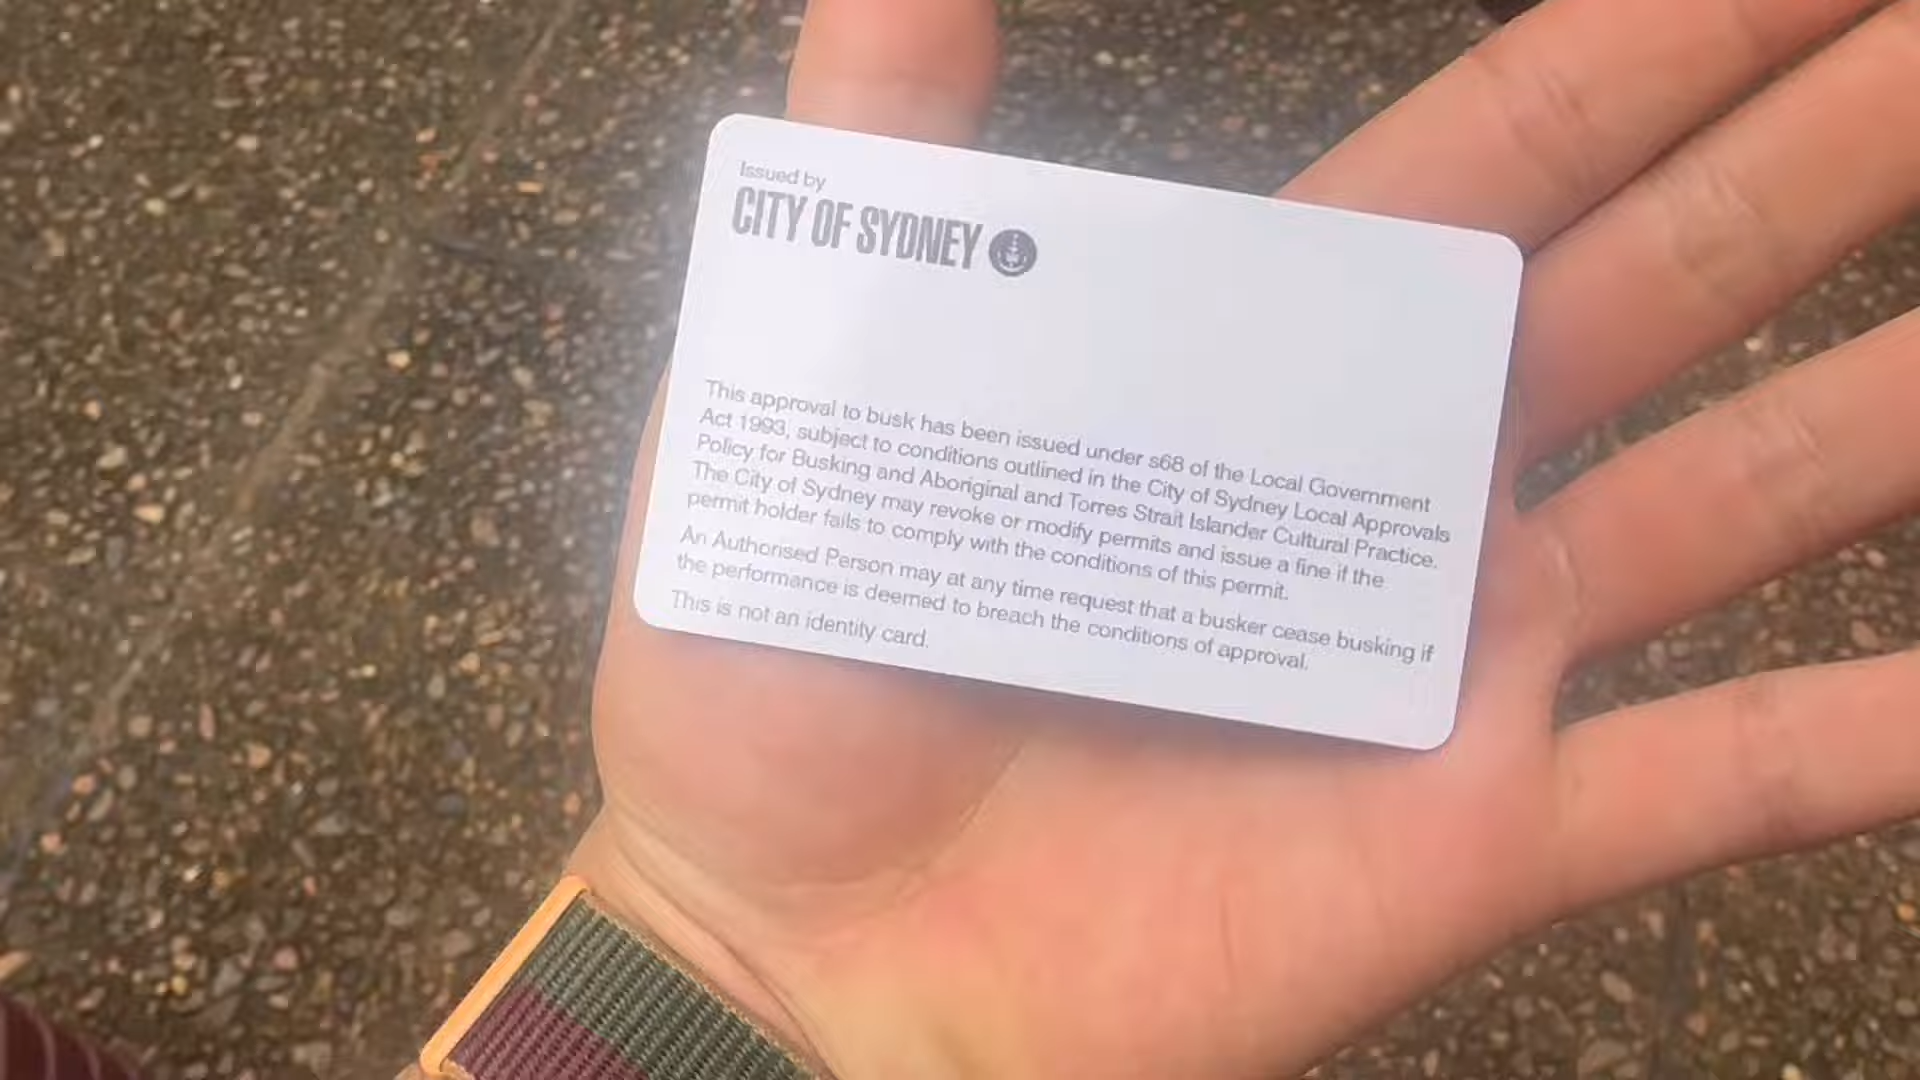 Issued by
CITY OF SYDNEY
This approval to busk has been issued under s68 of the Local Government
Act 1993, subject to conditions outlined in the City of Sydney Local Approvals
Policy for Busking and Aboriginal and Torres Strait Islander Cultural Practice.
The City of Sydney may revoke or modify permits and issue a fine if the
permit holder fails to comply with the conditions of this permit.
An Authorised Person may at any time request that a busker cease busking if
the performance is deemed to breach the conditions of approval.
This is not an identity card.